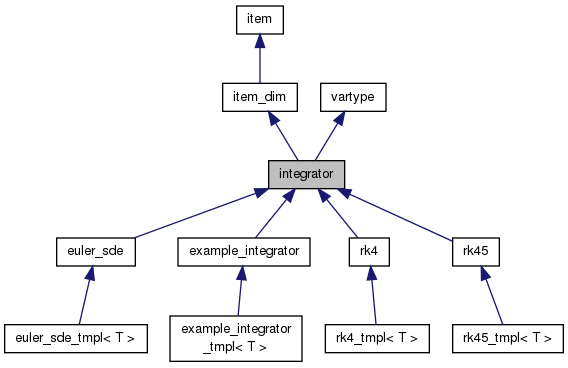 item
item_dim
vartype
integrator
euler_sde
example_integrator
rk4
rk45
euler_sde_tmpl< T >
example_integrator
_tmpl< T >
rk4_tmpl< T >
rk45_tmpl< T >